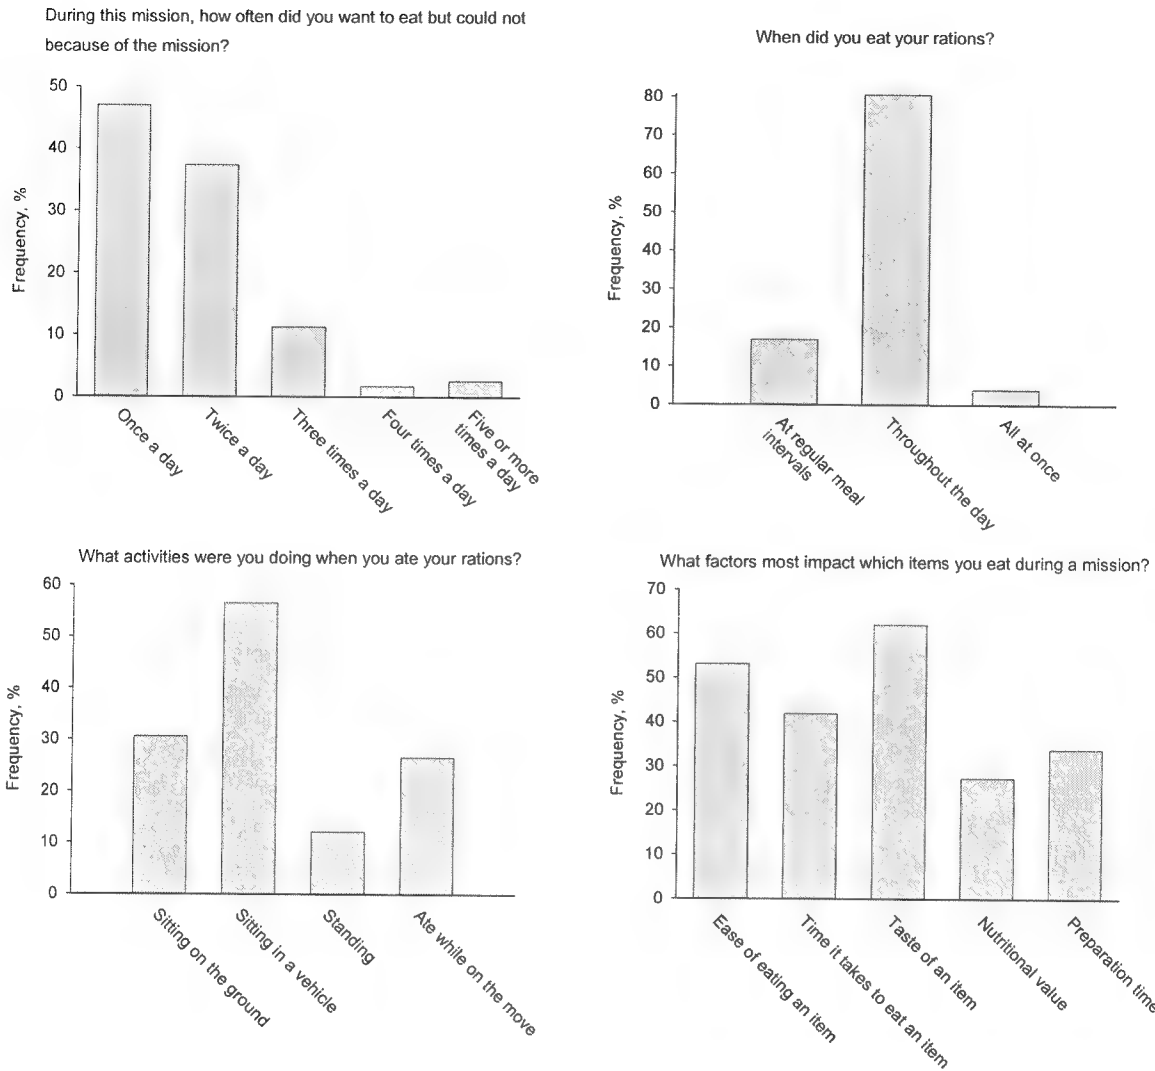 During this mission, how often did you want to eat but could not
because of the mission?
50
40
30
20
10
0
Frequency, %
Once a day
Twice a day
Three times a day
Four times a day
Five or more
times a day
When did you eat your rations?
80
70
60
50
40
30
20
10
0
Frequency, %
At regular meal
intervals
Throughout the day
All at once
What activities were you doing when you ate your rations?
60
50
40
30
20
10
0
Frequency, %
Sitting on the ground
Sitting in a vehicle
Standing
Ate while on the move
What factors most impact which items you eat during a mission?
70
60
50
40
30
20
10
0
Frequency, %
Ease of eating an item
Time it takes to eat an item
Taste of an item
Nutritional value
Preparation time